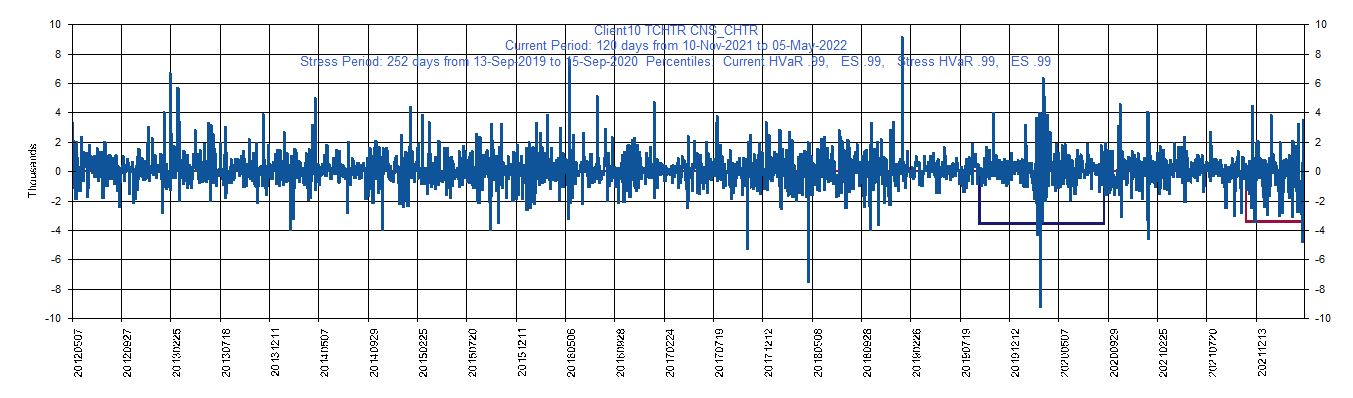 Client10 TCHTR CNS_CHTR
Current Period: 120 days from 10-Nov-2021 to 05-May-2022
Stress Period: 252 days from 13-Sep-2019 to 15-Sep-2020 Percentiles: Current HVaR .99, ES .99, Stress HVaR .99, ES .99
10 10
8 8
6 6
4 4
2 2
0 0
-2 -2
-4 -4
-6 -6
-8 -8
-10 -10
Thousands
20120507 20120927 20130225 20130718 20131211 20140507 20140929 20150225 20150720 20151211 20160506 20160928 20170224 20170719 20171212 20180508 20180928 20190226 20190719 20191212 20200507 20200929 20210225 20210720 20211213